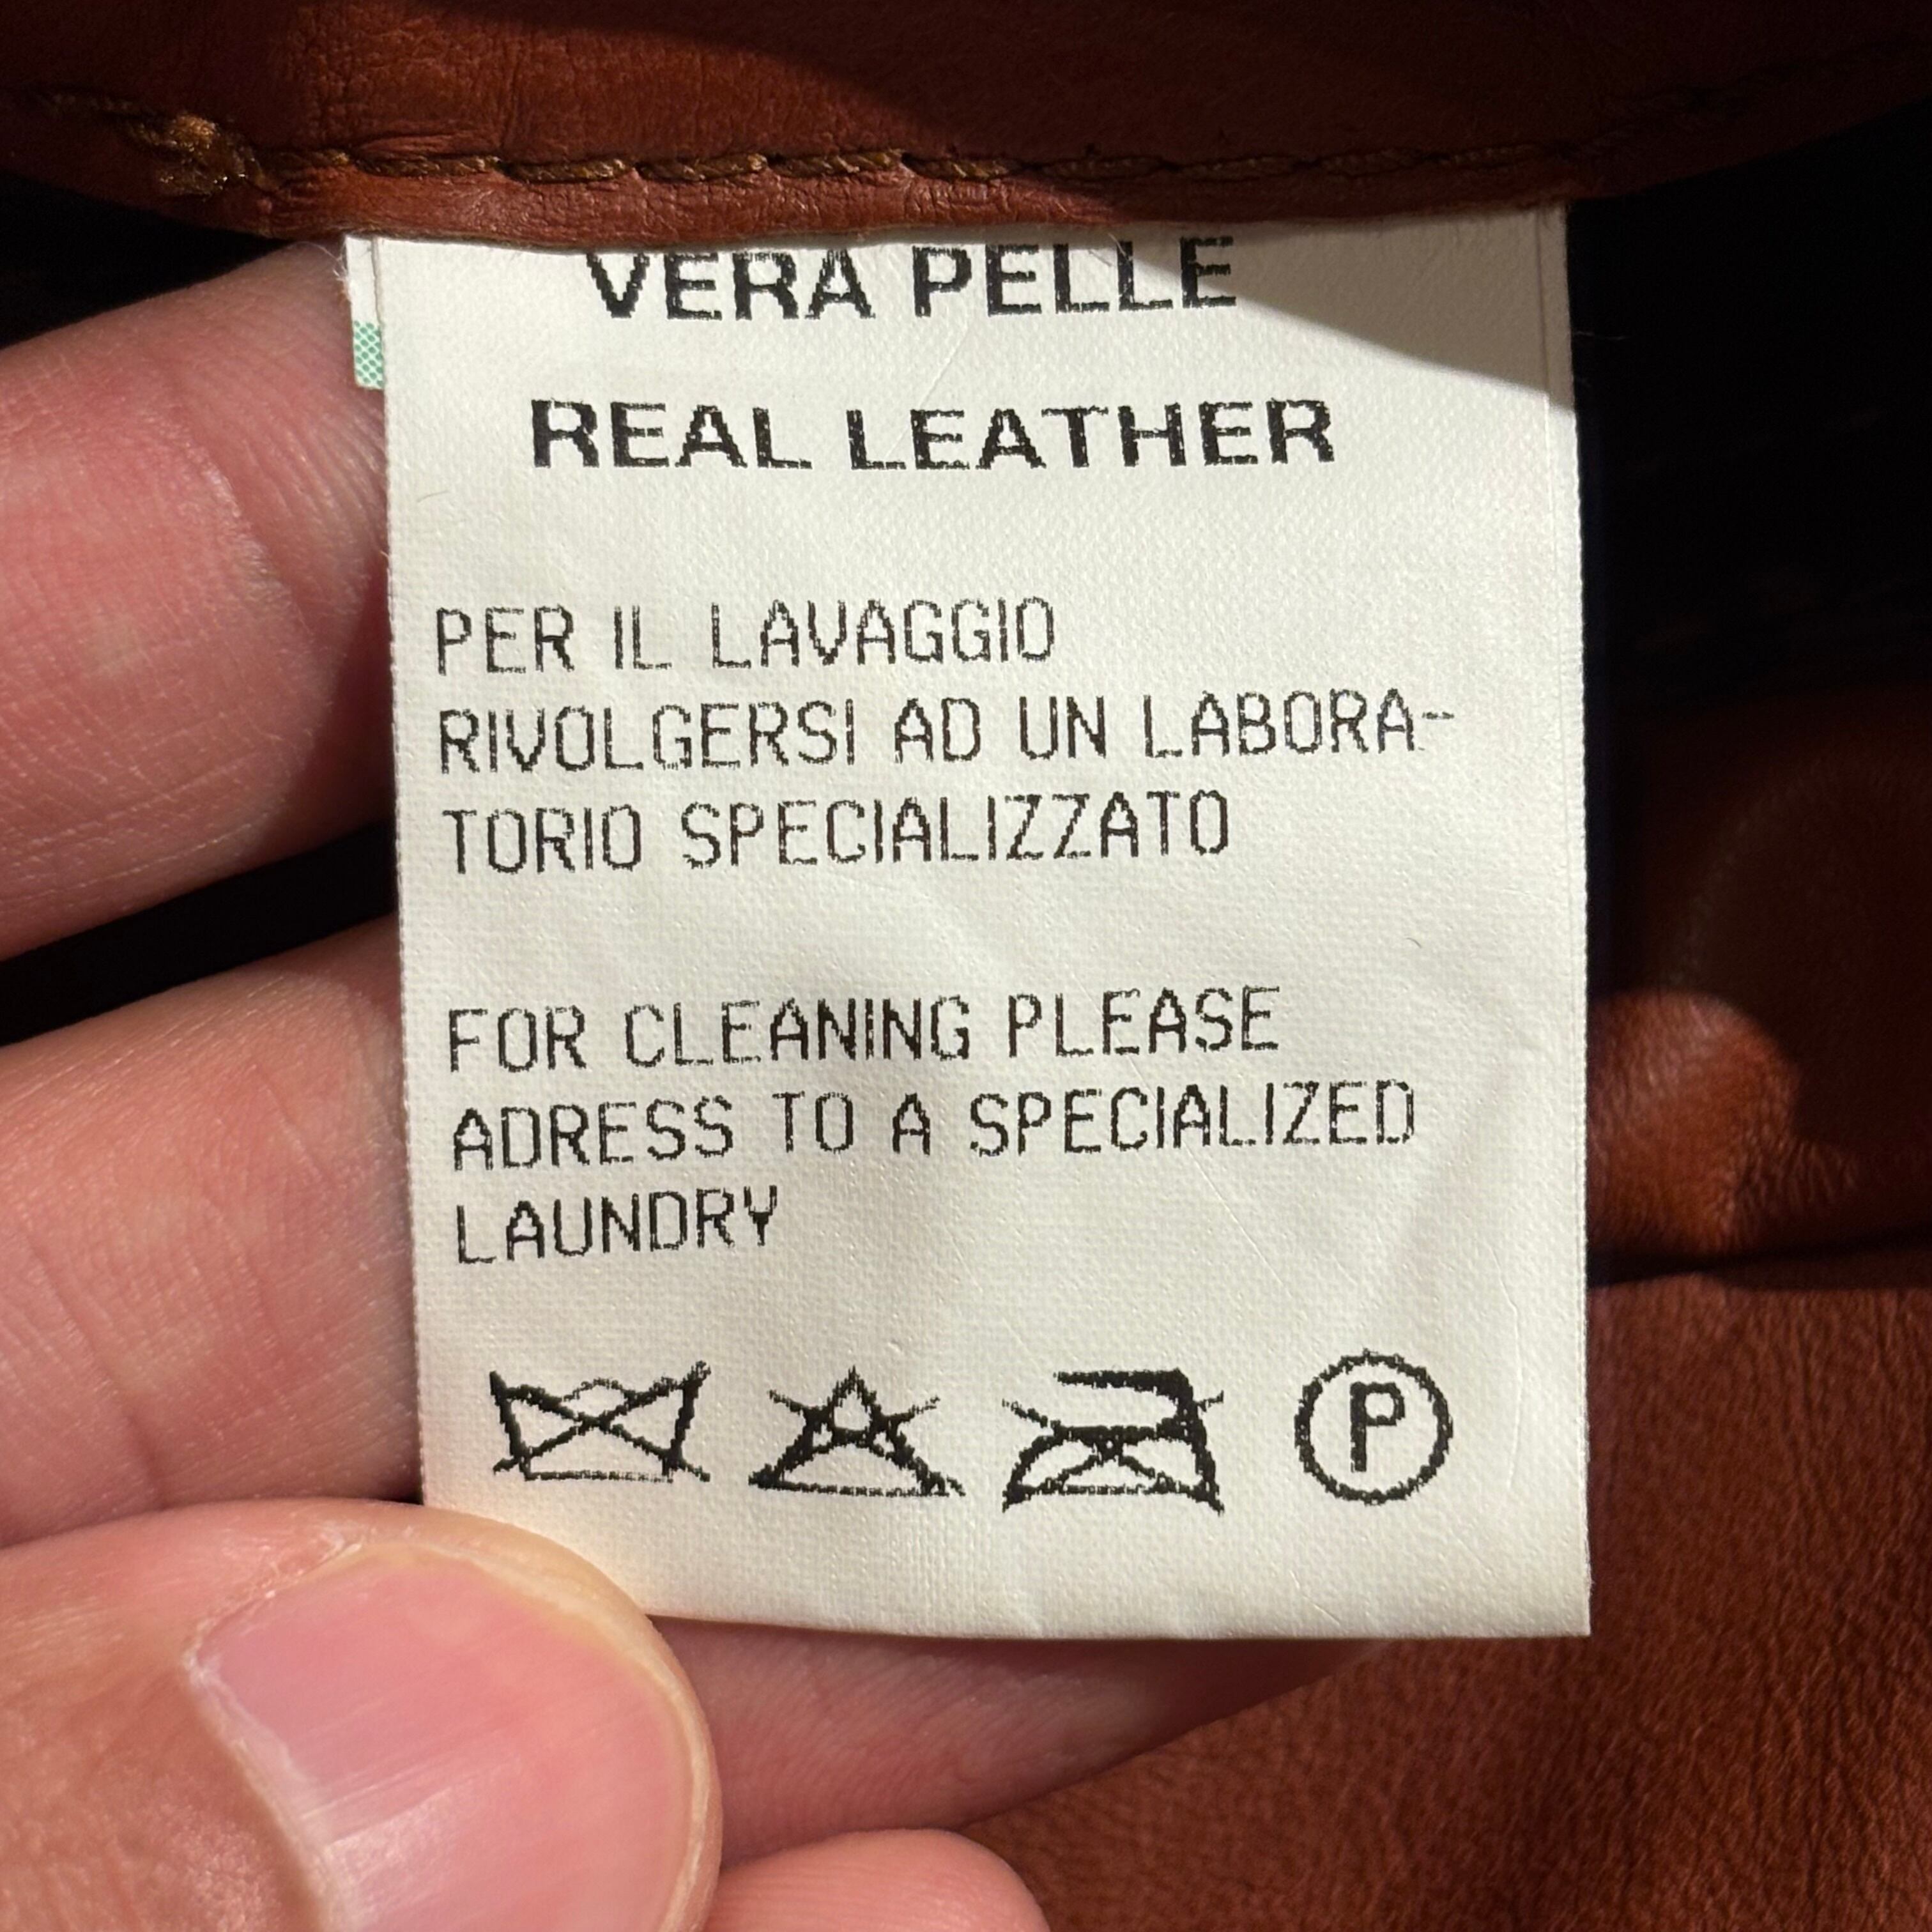 VERA PELLE
REAL LEATHER
PER IL LAVAGGIO
RIVOLGERSI AD UN LABORA-
TORIO SPECIALIZZATO
FOR CLEANING PLEASE
ADRESS TO A SPECIALIZED
LAUNDRY
P